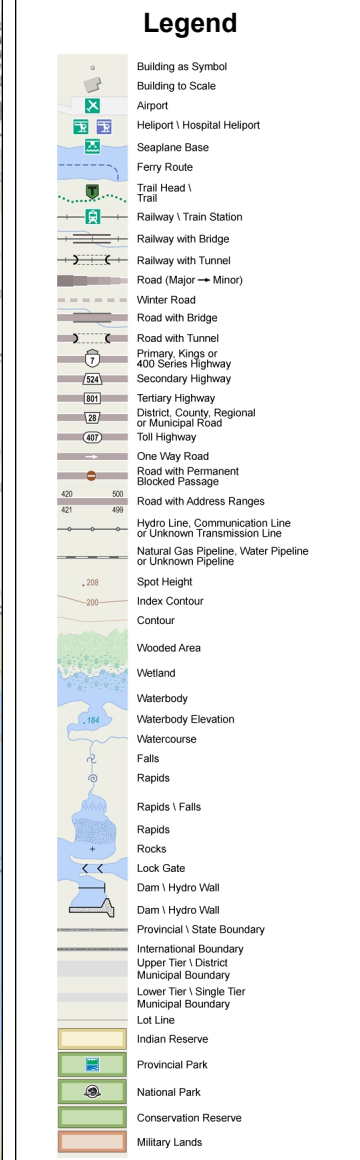 Legend
Building as Symbol
Building to Scale
Airport
Heliport \ Hospital Heliport
Seaplane Base
Ferry Route
Trail Head \
Trail
Railway \ Train Station
Railway with Bridge
Railway with Tunnel
Road (Major → Minor)
Winter Road
Road with Bridge
Road with Tunnel
7 Primary, Kings or
400 Series Highway
524 Secondary Highway
801 Tertiary Highway
28 District, County, Regional
or Municipal Road
407 Toll Highway
One Way Road
Road with Permanent
Blocked Passage
420 500
Road with Address Ranges
421 499
Hydro Line, Communication Line
or Unknown Transmission Line
Natural Gas Pipeline, Water Pipeline
or Unknown Pipeline
208 Spot Height
200 Index Contour
Contour
Wooded Area
Wetland
Waterbody
184 Waterbody Elevation
Watercourse
Falls
Rapids
Rapids \ Falls
Rapids
Rocks
Lock Gate
Dam \ Hydro Wall
Dam \ Hydro Wall
Provincial \ State Boundary
International Boundary
Upper Tier \ District
Municipal Boundary
Lower Tier \ Single Tier
Municipal Boundary
Lot Line
Indian Reserve
Provincial Park
National Park
Conservation Reserve
Military Lands